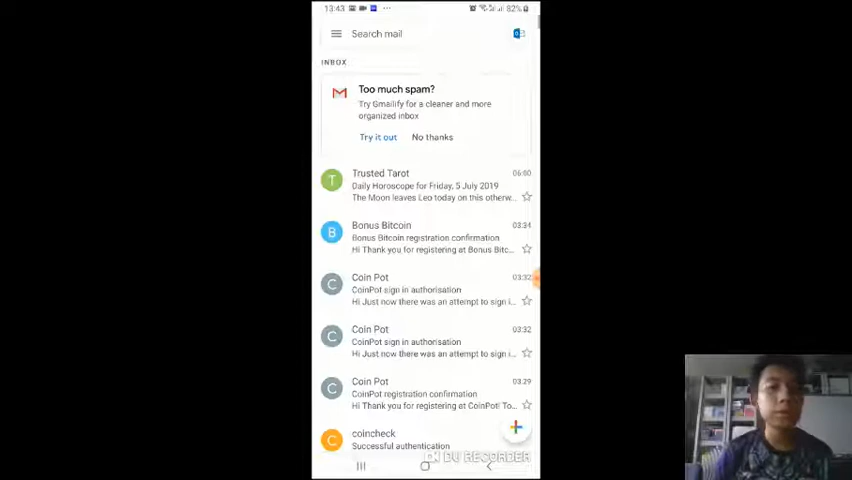 13:43 82%
Search mail
INBOX
Too much spam?
Try Gmailify for a cleaner and more
organized inbox
Try it out No thanks
T Trusted Tarot 06:00
Daily Horoscope for Friday, 5 July 2019
The Moon leaves Leo today on this otherw...
B Bonus Bitcoin 03:34
Bonus Bitcoin registration confirmation
Hi Thank you for registering at Bonus Bitc...
C Coin Pot 03:32
CoinPot sign in authorisation
Hi Just now there was an attempt to sign i...
C Coin Pot 03:32
CoinPot sign in authorisation
Hi Just now there was an attempt to sign i...
C Coin Pot 03:29
CoinPot registration confirmation
Hi Thank you for registering at CoinPot! To...
C coincheck
Successful authentication
DU RECORDER